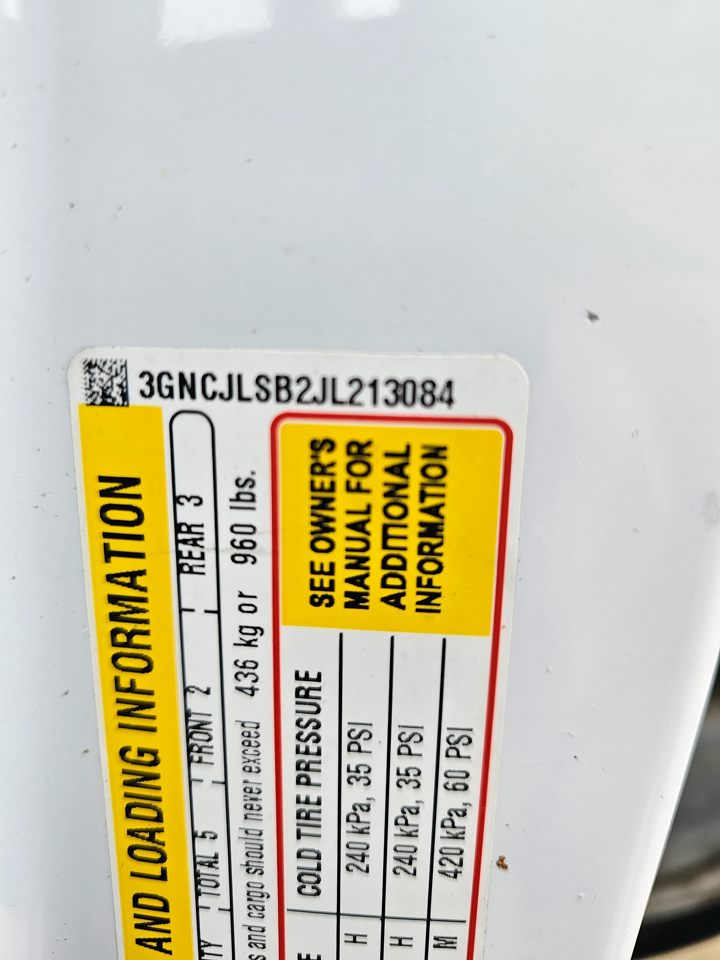 3GNCJLSB2JL213084
AND LOADING INFORMATION
TOTAL 5 FRONT 2 REAR 3
and cargo should never exceed 436 kg or 960 lbs.
COLD TIRE PRESSURE
H 240 kPa, 35 PSI
H 240 kPa, 35 PSI
M 420 kPa, 60 PSI
SEE OWNER'S
MANUAL FOR
ADDITIONAL
INFORMATION